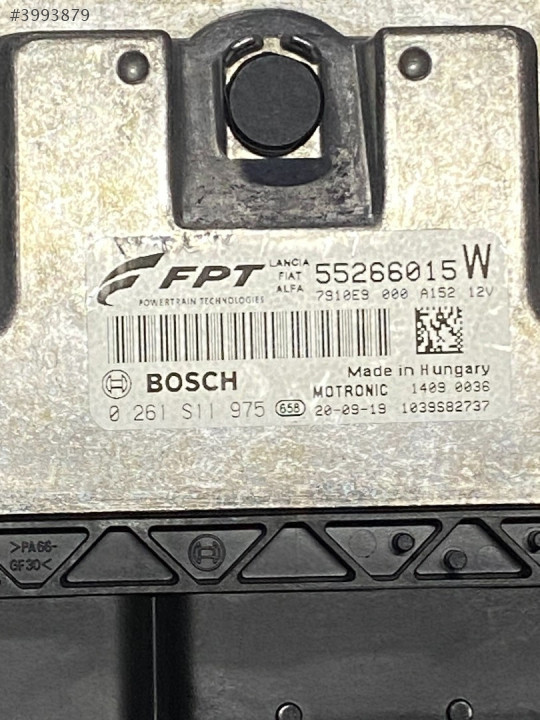 #3993879
FPT
POWERTRAIN TECHNOLOGIES
LANCIA
FIAT
ALFA
55266015 W
7910E9 000 A152 12V
BOSCH
Made in Hungary
MOTRONIC 1409 0036
0 261 S11 975 658 20-09-19 1039S82737
>PA66-
GF30<